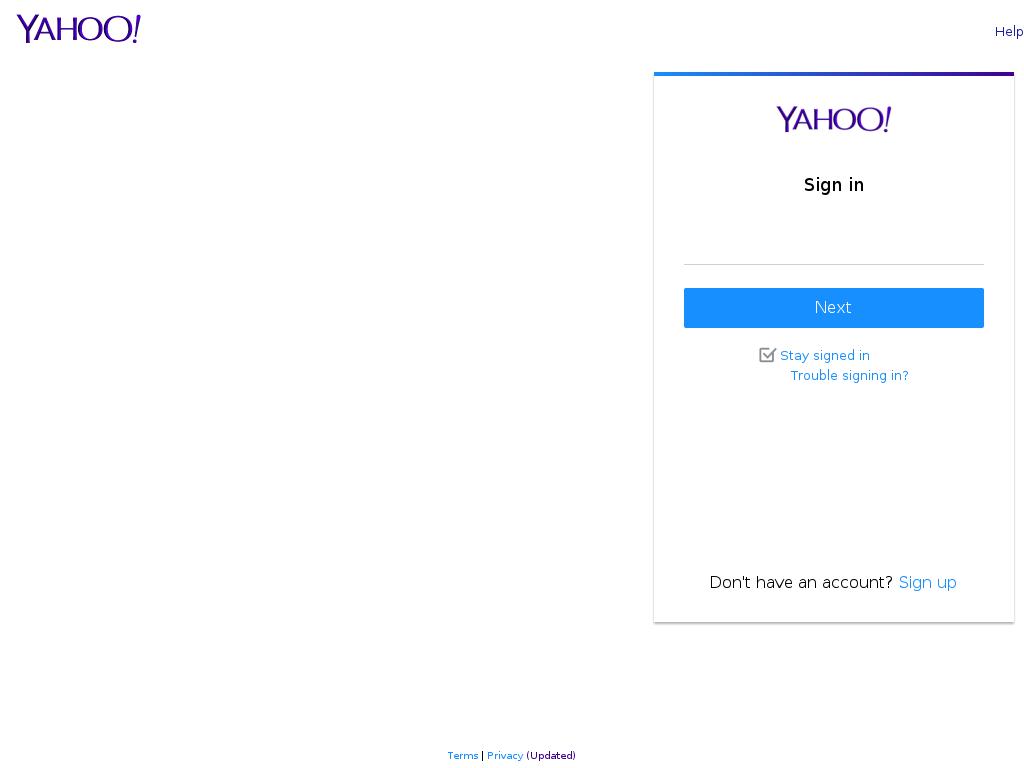 YAHOO!
Help
YAHOO!
Sign in
Next
Stay signed in
Trouble signing in?
Don't have an account? Sign up
Terms | Privacy (Updated)